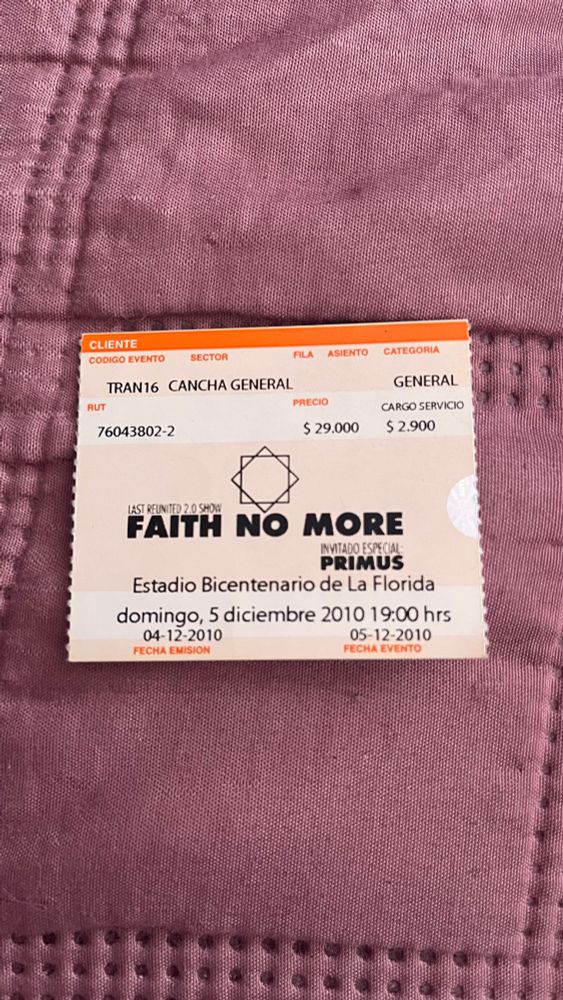 CLIENTE
CODIGO EVENTO SECTOR FILA ASIENTO CATEGORIA
TRAN16 CANCHA GENERAL GENERAL
RUT PRECIO CARGO SERVICIO
76043802-2 $ 29.000 $ 2.900
LAST REUNITED 2.0 SHOW
FAITH NO MORE
INVITADO ESPECIAL:
PRIMUS
Estadio Bicentenario de La Florida
domingo, 5 diciembre 2010 19:00 hrs
04-12-2010 05-12-2010
FECHA EMISION FECHA EVENTO